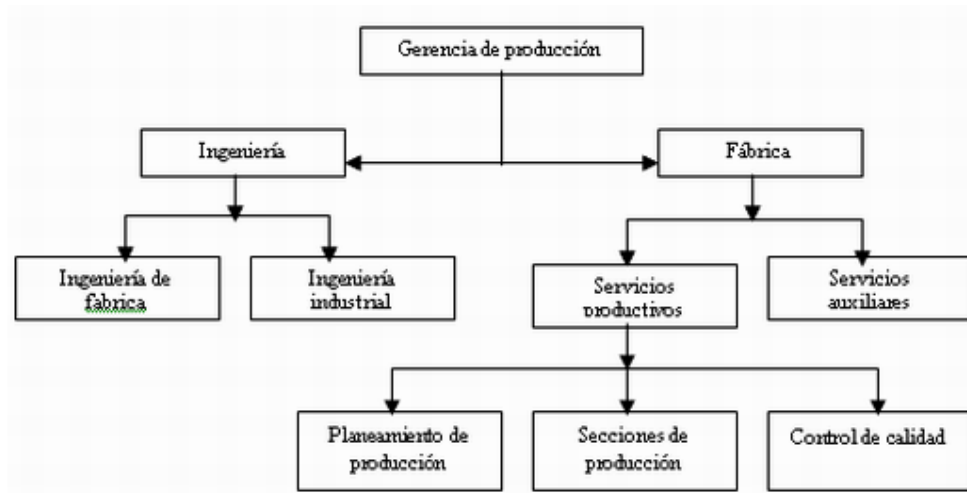 Gerencia de producción
Ingeniería
Fábrica
Ingeniería de
fabrica
Ingeniería
industrial
Servicios
productivos
Servicios
auxiliares
Planeamiento de
producción
Secciones de
producción
Control de calidad